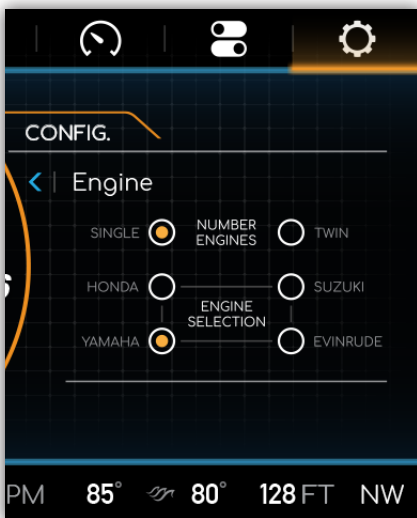 CONFIG.
Engine
SINGLE NUMBER ENGINES TWIN
HONDA SUZUKI
ENGINE SELECTION
YAMAHA EVINRUDE
PM 85° 80° 128 FT NW